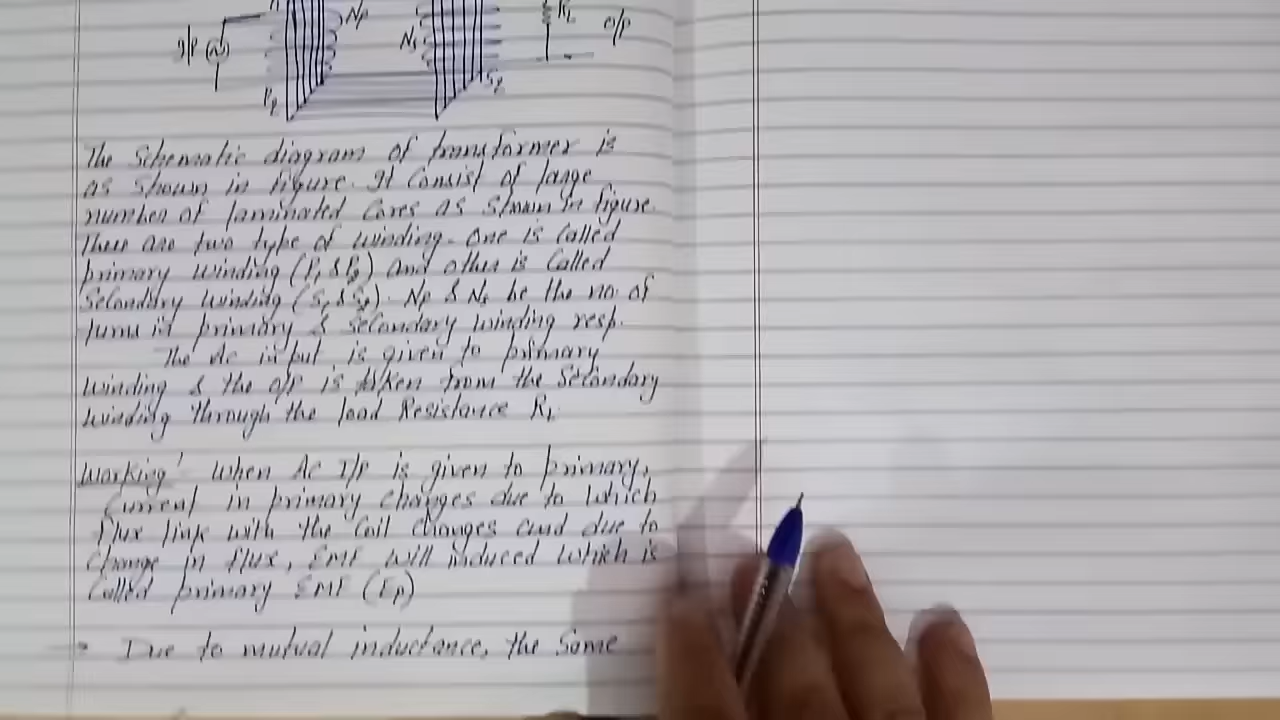 Np
RL
I/P
Ns
O/P
P2
S2
The Schematic diagram of transformer is
as Shown in figure. It Consist of large
number of laminated Cores as Shown in figure.
There are two type of winding. One is Called
primary winding (P1 & P2) and other is Called
Secondary winding (S1 & S2). Np & Ns be the no. of
turns in primary & Secondary winding resp.
The Ac input is given to primary
winding & the O/P is taken from the Secondary
winding through the load Resistance RL.
Working: When Ac I/P is given to primary,
Current in primary Changes due to Which
flux link with the Coil Changes and due to
Change in flux, EMF will induced Which is
Called primary EMF (Ep)
Due to mutual inductance, the Same